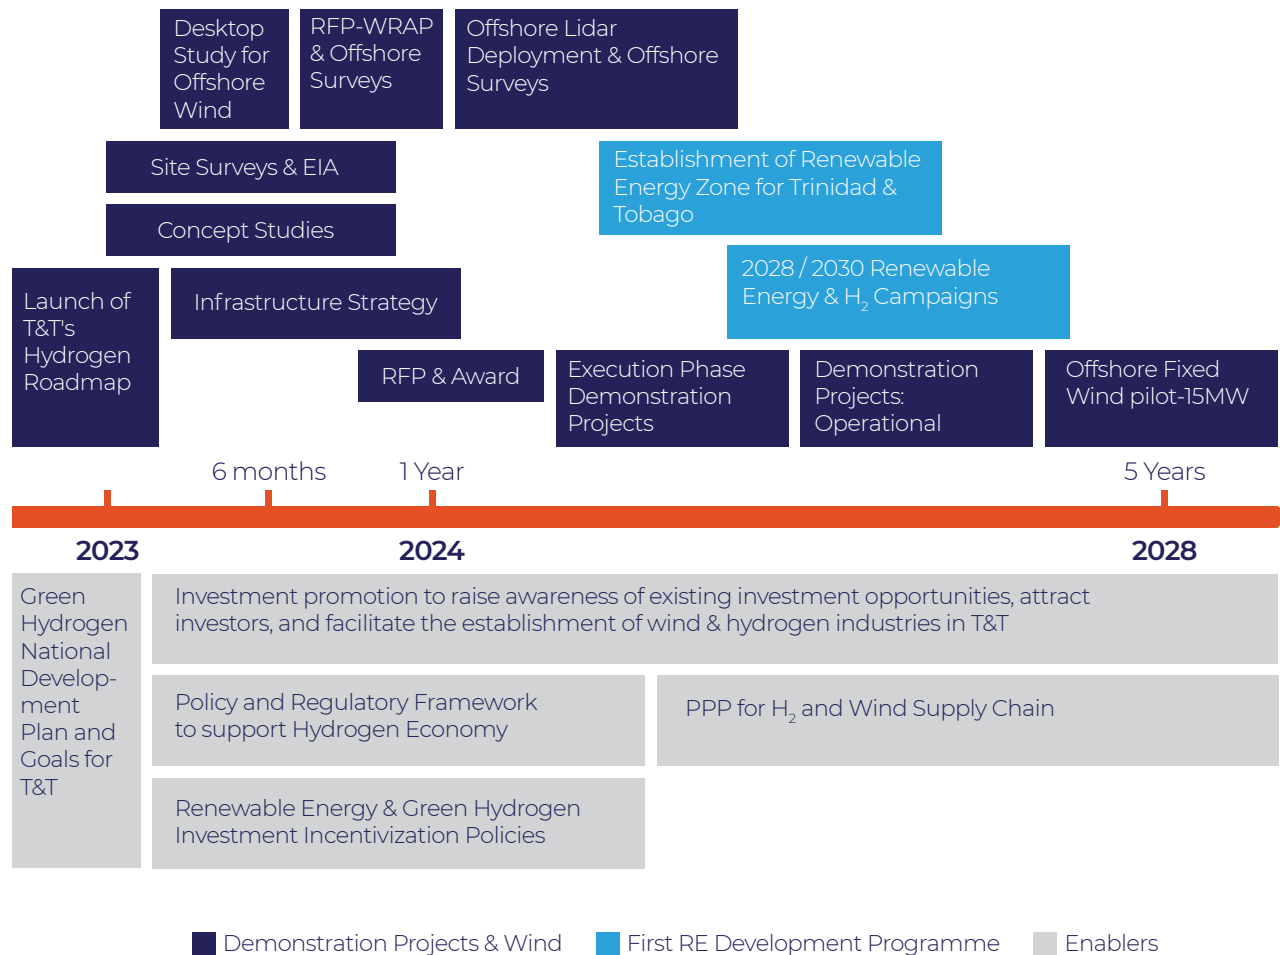 Desktop
Study for
Offshore
Wind
RFP-WRAP
& Offshore
Surveys
Offshore Lidar
Deployment & Offshore
Surveys
Site Surveys & EIA
Establishment of Renewable
Energy Zone for Trinidad &
Tobago
Concept Studies
2028 / 2030 Renewable
Energy & H₂ Campaigns
Launch of
T&T's
Hydrogen
Roadmap
Infrastructure Strategy
RFP & Award
Execution Phase
Demonstration
Projects
Demonstration
Projects:
Operational
Offshore Fixed
Wind pilot-15MW
6 months
1 Year
5 Years
2023
2024
2028
Green
Hydrogen
National
Develop-
ment
Plan and
Goals for
T&T
Investment promotion to raise awareness of existing investment opportunities, attract
investors, and facilitate the establishment of wind & hydrogen industries in T&T
Policy and Regulatory Framework
to support Hydrogen Economy
PPP for H₂ and Wind Supply Chain
Renewable Energy & Green Hydrogen
Investment Incentivization Policies
Demonstration Projects & Wind
First RE Development Programme
Enablers